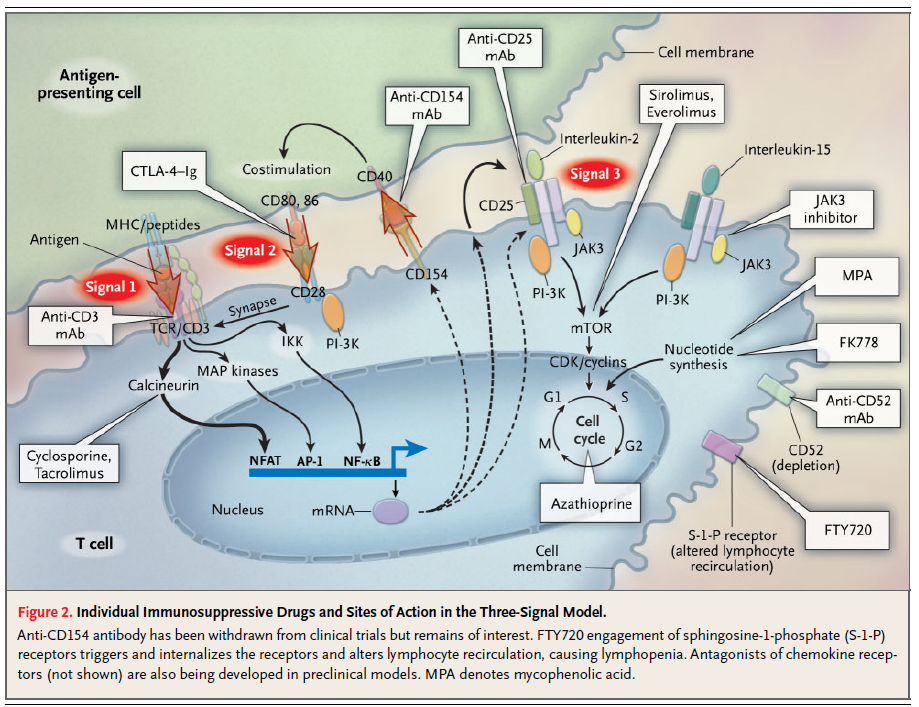 Anti-CD25
mAb
Cell membrane
Antigen-
presenting cell
Anti-CD154
mAb
Sirolimus,
Everolimus
Interleukin-2
Interleukin-15
CTLA-4–Ig
Costimulation
CD40
Signal 3
CD80, 86
CD25
JAK3
inhibitor
MHC/peptides
Antigen
Signal 2
JAK3
JAK3
Signal 1
CD154
PI-3K
PI-3K
MPA
CD28
Anti-CD3
mAb
Synapse
TCR/CD3
IKK
PI-3K
mTOR
Nucleotide
synthesis
FK778
MAP kinases
CDK/cyclins
Calcineurin
G1
S
Anti-CD52
mAb
Cell
cycle
M
G2
CD52
(depletion)
Cyclosporine,
Tacrolimus
NFAT
AP-1
NF-κB
Azathioprine
Nucleus
mRNA
FTY720
T cell
S-1-P receptor
(altered lymphocyte
recirculation)
Cell
membrane
Figure 2. Individual Immunosuppressive Drugs and Sites of Action in the Three-Signal Model.
Anti-CD154 antibody has been withdrawn from clinical trials but remains of interest. FTY720 engagement of sphingosine-1-phosphate (S-1-P)
receptors triggers and internalizes the receptors and alters lymphocyte recirculation, causing lymphopenia. Antagonists of chemokine recep-
tors (not shown) are also being developed in preclinical models. MPA denotes mycophenolic acid.